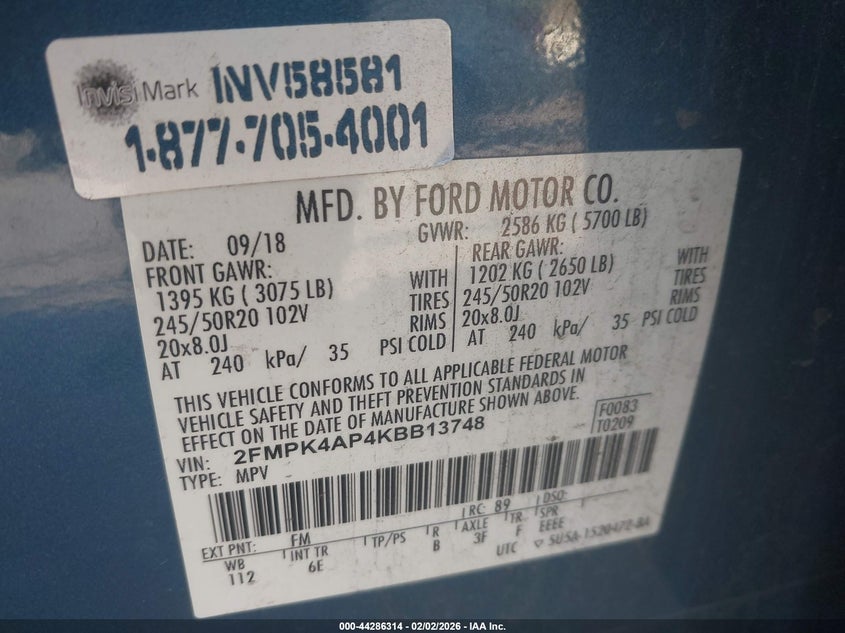 InvisiMark INV58581
1-877-705-4001
MFD. BY FORD MOTOR CO.
DATE: 09/18 GVWR: 2586 KG ( 5700 LB)
FRONT GAWR: REAR GAWR:
1395 KG ( 3075 LB) WITH 1202 KG ( 2650 LB) WITH
245/50R20 102V TIRES 245/50R20 102V TIRES
20x8.0J RIMS 20x8.0J RIMS
AT 240 kPa/ 35 PSI COLD AT 240 kPa/ 35 PSI COLD
THIS VEHICLE CONFORMS TO ALL APPLICABLE FEDERAL MOTOR
VEHICLE SAFETY AND THEFT PREVENTION STANDARDS IN
EFFECT ON THE DATE OF MANUFACTURE SHOWN ABOVE.
VIN: 2FMPK4AP4KBB13748 F0083
TYPE: MPV T0209
RC: 89 DSO:
EXT PNT: FM INT TR TP/PS R AXLE TR SPR
WB 6E B 3F F EEEE
112 UTC 5U5A-1520472-BA
000-44286314 - 02/02/2026 - IAA Inc.